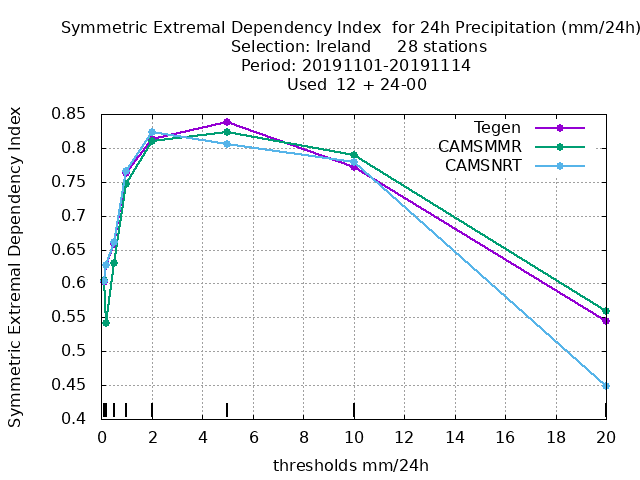 Symmetric Extremal Dependency Index  for 24h Precipitation (mm/24h)
Selection: Ireland     28 stations
Period: 20191101-20191114
Used  12 + 24-00
Symmetric Extremal Dependency Index
0.85
0.8
0.75
0.7
0.65
0.6
0.55
0.5
0.45
0.4
Tegen
CAMSMMR
CAMSNRT
0 2 4 6 8 10 12 14 16 18 20
thresholds mm/24h